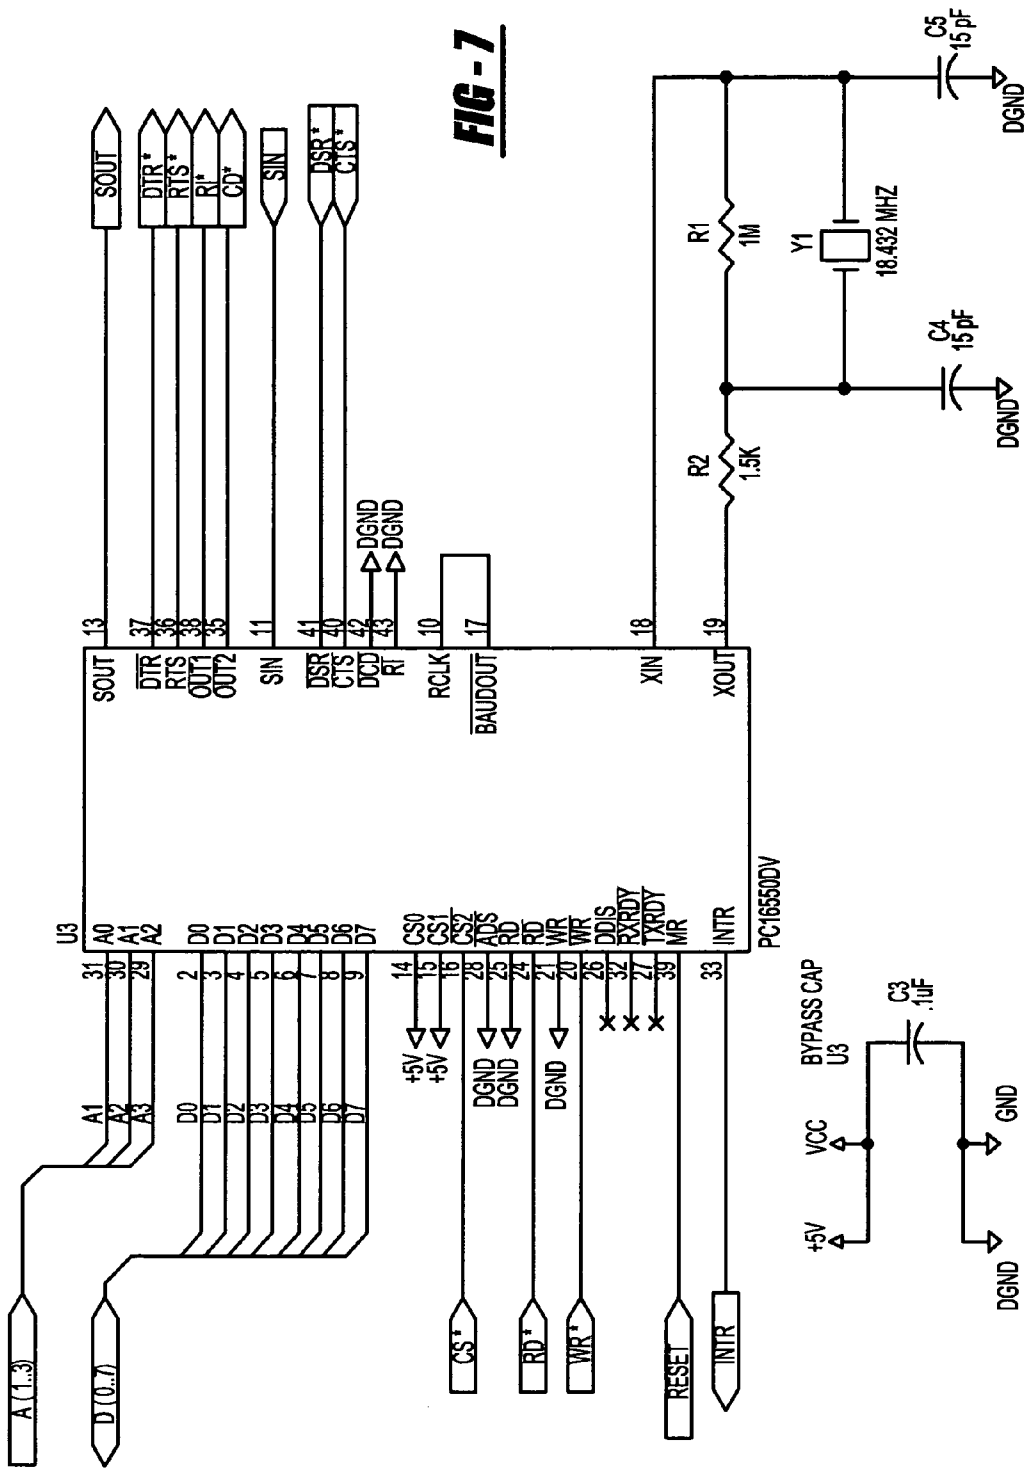 FIG - 7
A (1..3)
D (0..7)
A1
A2
A3
D0
D1
D2
D3
D4
D5
D6
D7
CS*
RD*
WR*
RESET
INTR
+5V
+5V
DGND
DGND
DGND
31
30
29
2
3
4
5
6
7
8
9
14
15
16
28
25
24
21
20
26
32
27
39
33
U3
A0
A1
A2
D0
D1
D2
D3
D4
D5
D6
D7
CS0
CS1
CS2
ADS
RD
RD
WR
WR
DDIS
RXRDY
TXRDY
MR
INTR
PC16550DV
SOUT
DTR
RTS
OUT1
OUT2
SIN
DSR
CTS
DCD
RI
RCLK
BAUDOUT
XIN
XOUT
13
37
36
38
35
11
41
40
42
43
10
17
18
19
DGND
DGND
SOUT
DTR*
RTS*
RI*
CD*
SIN
DSR*
CTS*
R2
1.5K
R1
1M
Y1
18.432 MHZ
C4
15 pF
DGND
C5
15 pF
DGND
BYPASS CAP
U3
+5V
VCC
C3
.1uF
DGND
GND